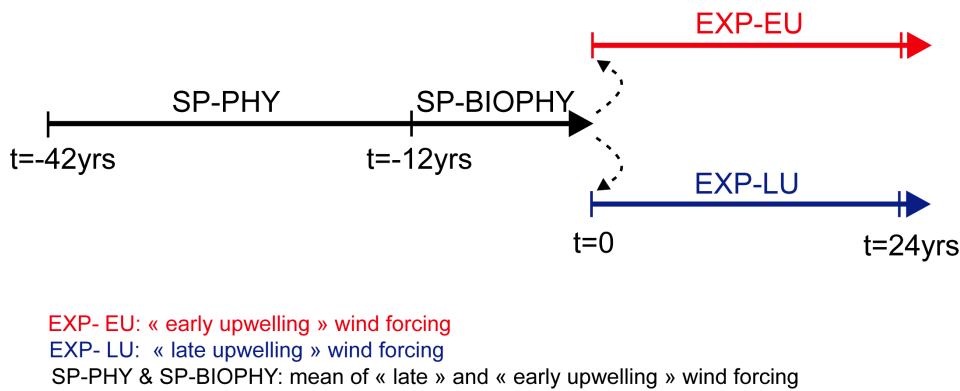 EXP-EU
SP-PHY
SP-BIOPHY
t=-42yrs
t=-12yrs
EXP-LU
t=0
t=24yrs
EXP- EU: « early upwelling » wind forcing
EXP- LU: « late upwelling » wind forcing
SP-PHY & SP-BIOPHY: mean of « late » and « early upwelling » wind forcing